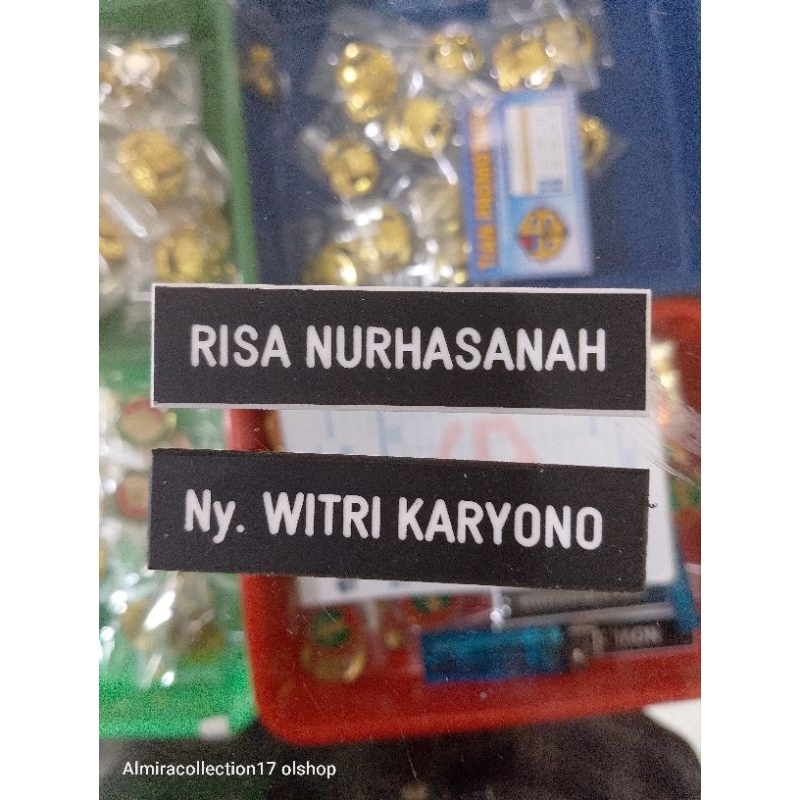 RISA NURHASANAH
Ny. WITRI KARYONO
Almiracollection17 olshop